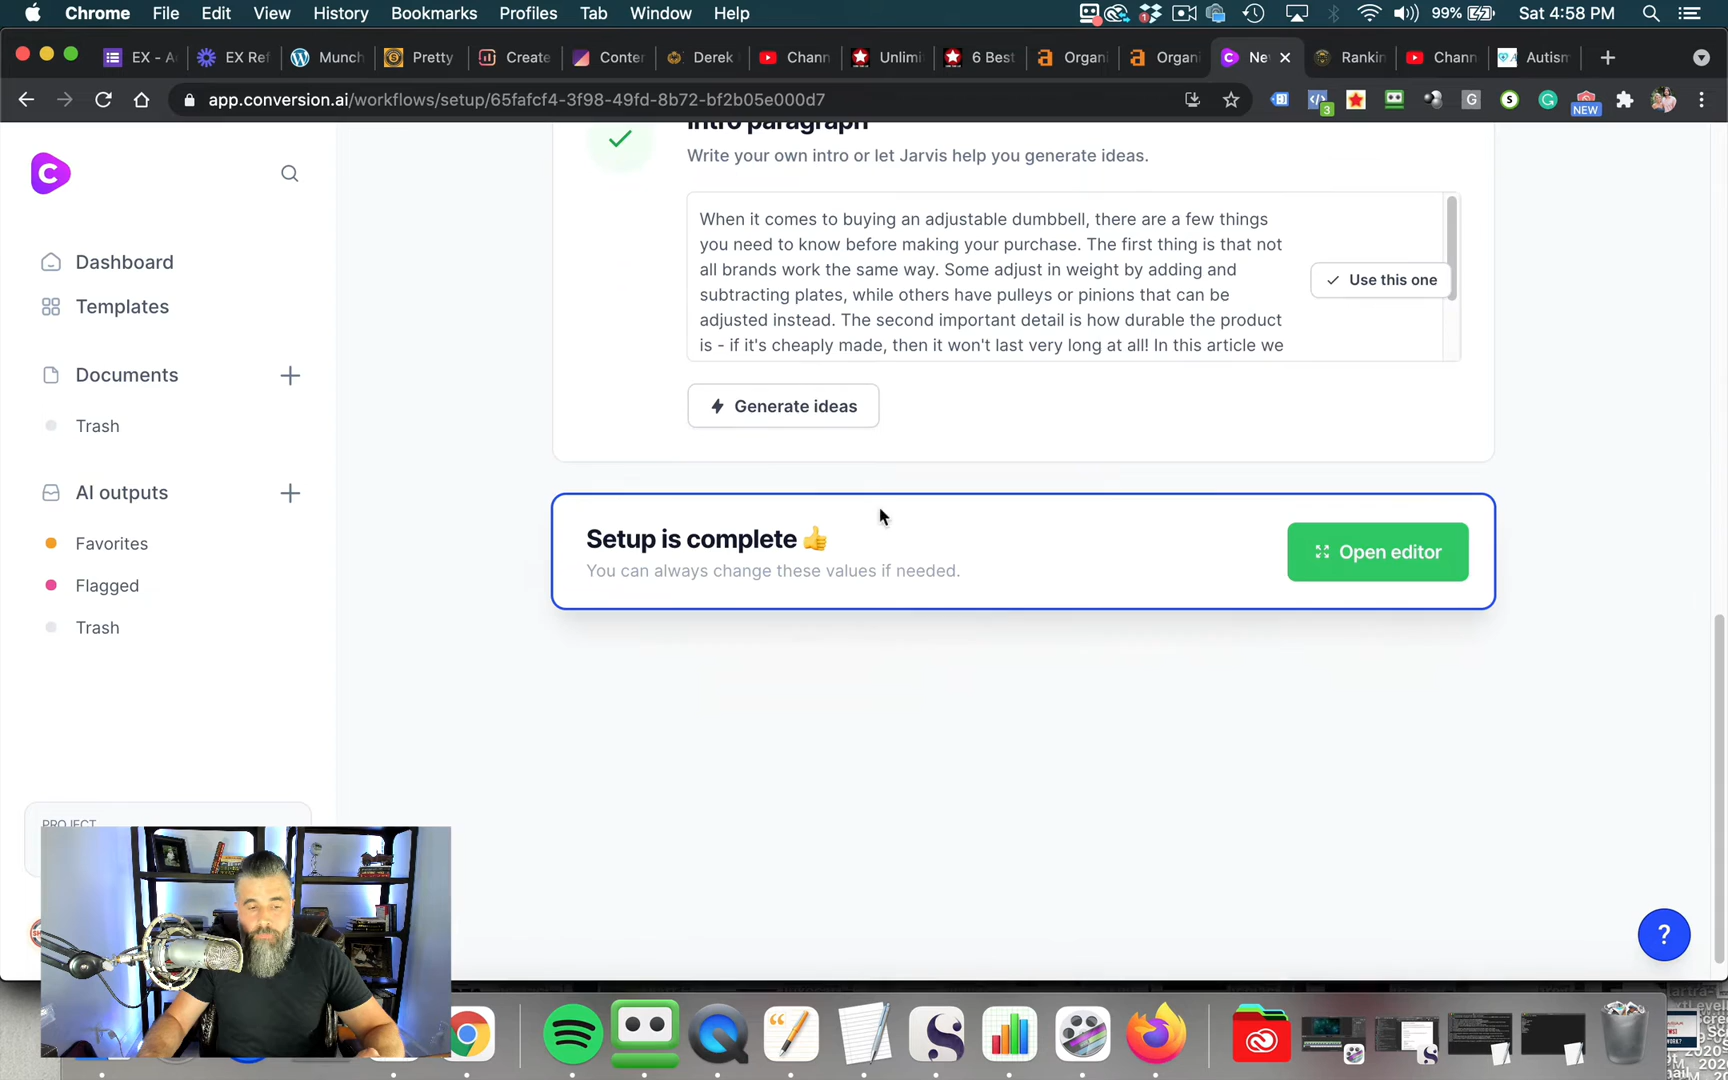 Chrome File Edit View History Bookmarks Profiles Tab Window Help 99% Sat 4:58 PM
EX - A EX Ref Munch Pretty Create Conter Derek Chann Unlimi 6 Best Organi Organi Ne Rankin Chann Autism
app.conversion.ai/workflows/setup/65fafcf4-3f98-49fd-8b72-bf2b05e000d7
3 G S NEW
C
Intro paragraph
Write your own intro or let Jarvis help you generate ideas.
Dashboard
Templates
Documents
Trash
AI outputs
Favorites
Flagged
Trash
PROJECT
When it comes to buying an adjustable dumbbell, there are a few things
you need to know before making your purchase. The first thing is that not
all brands work the same way. Some adjust in weight by adding and
subtracting plates, while others have pulleys or pinions that can be
adjusted instead. The second important detail is how durable the product
is - if it's cheaply made, then it won't last very long at all! In this article we
Use this one
Generate ideas
Setup is complete 👍
You can always change these values if needed.
Open editor
?